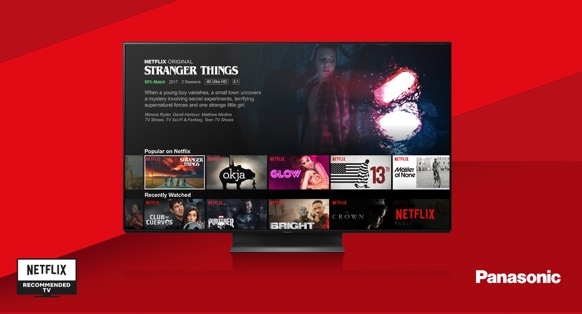 NETFLIX ORIGINAL
STRANGER THINGS
98% Match 2017 2 Seasons 4K Ultra HD 5.1
When a young boy vanishes, a small town uncovers
a mystery involving secret experiments, terrifying
supernatural forces and one strange little girl.
Winona Ryder, David Harbour, Matthew Modine
TV Shows, TV Sci-Fi & Fantasy, Teen TV Shows
Popular on Netflix
NETFLIX STRANGER THINGS
NETFLIX okja
NETFLIX GLOW
NETFLIX 13
NETFLIX Master of None
Recently Watched
NETFLIX CLUB DE CUERVOS
NETFLIX PUNISHER
NETFLIX BRIGHT
NETFLIX CROWN
NETFLIX
NETFLIX
RECOMMENDED
TV
Panasonic